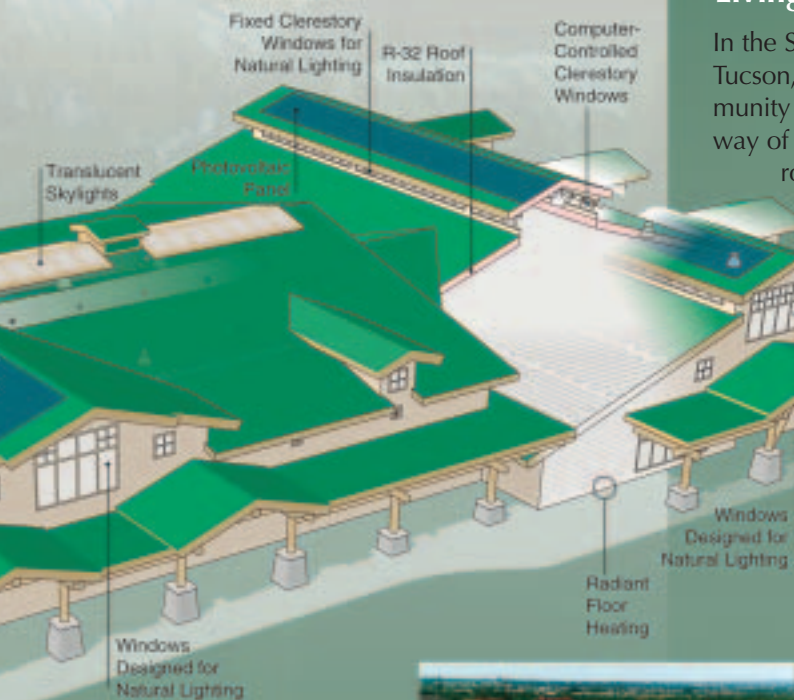 Fixed Clerestory
Windows for
Natural Lighting
R-32 Roof
Insulation
Computer-
Controlled
Clerestory
Windows
In the S
Tucson,
munity
way of
Translucent
Skylights
Photovoltaic
Panel
Windows
Designed for
Natural Lighting
Radiant
Floor
Heating
Windows
Designed for
Natural Lighting